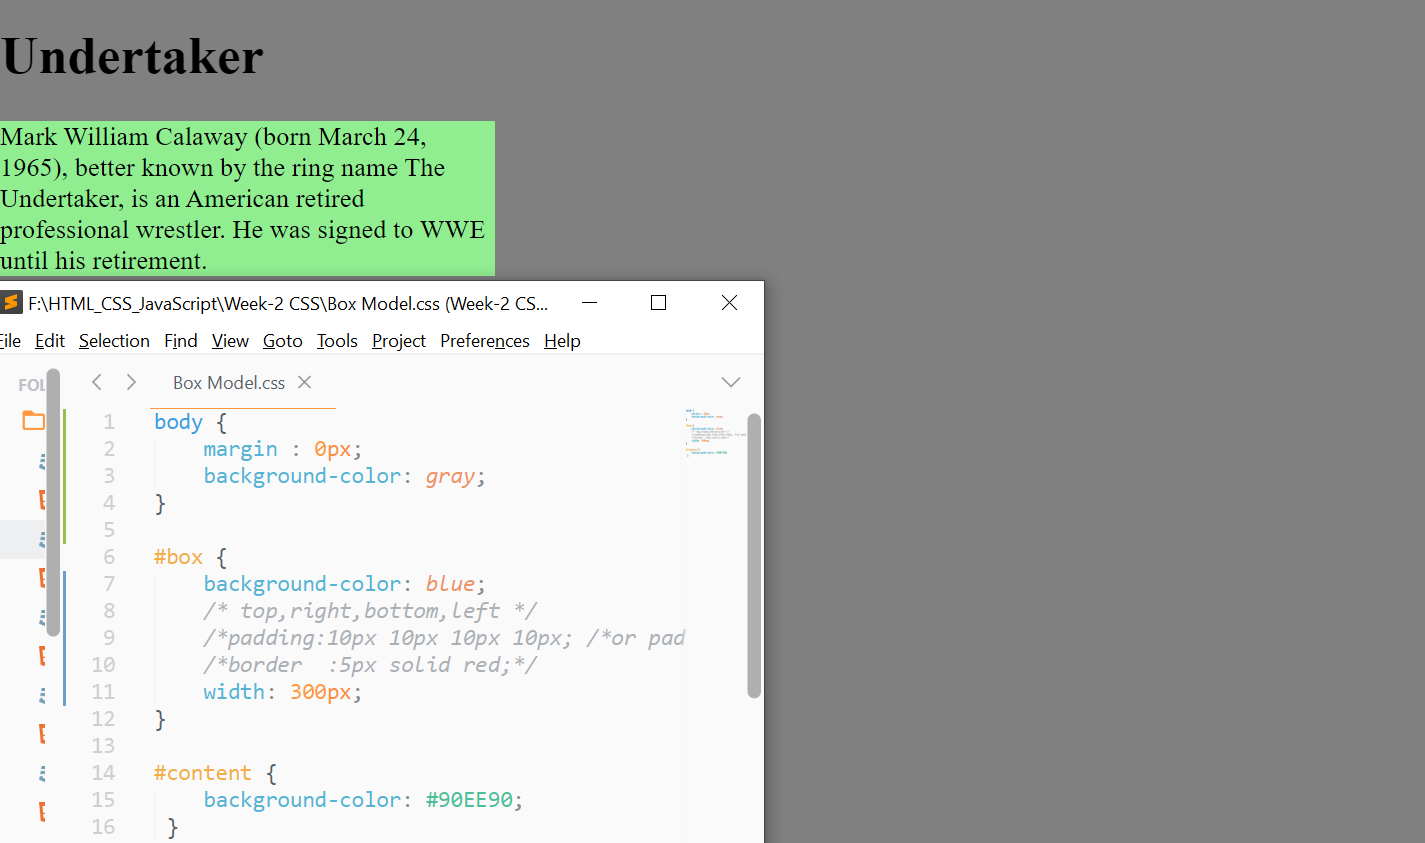 Undertaker
Mark William Calaway (born March 24,
1965), better known by the ring name The
Undertaker, is an American retired
professional wrestler. He was signed to WWE
until his retirement.
F:\HTML_CSS_JavaScript\Week-2 CSS\Box Model.css (Week-2 CS...
File Edit Selection Find View Goto Tools Project Preferences Help
FOL
Box Model.css
1 body {
2     margin : 0px;
3     background-color: gray;
4 }
5
6 #box {
7     background-color: blue;
8     /* top,right,bottom,left */
9     /*padding:10px 10px 10px 10px; /*or pad
10     /*border  :5px solid red;*/
11     width: 300px;
12 }
13
14 #content {
15     background-color: #90EE90;
16  }